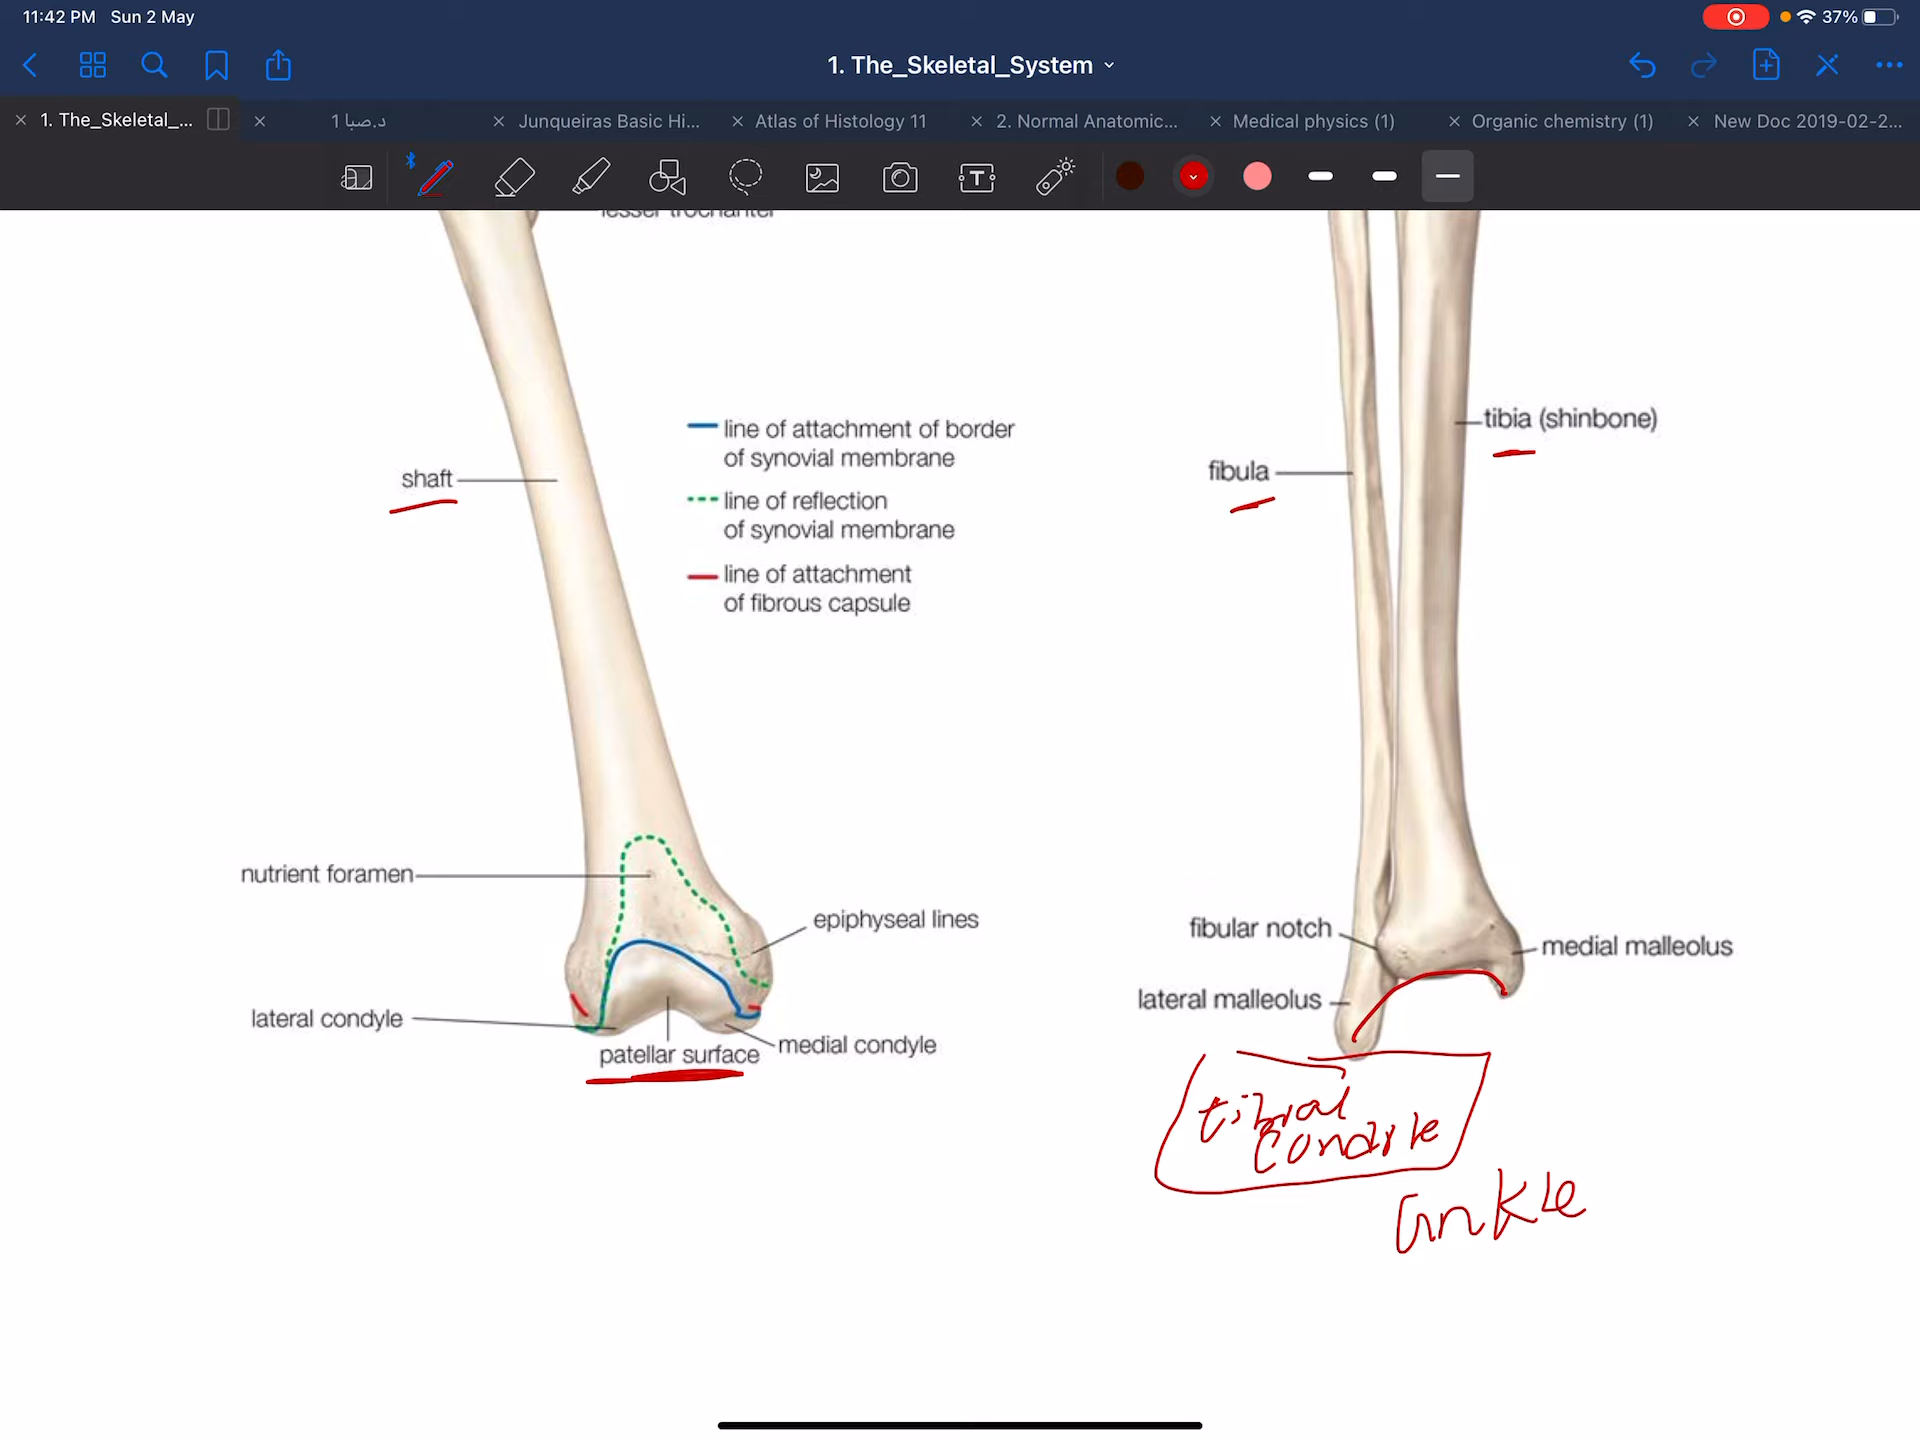 11:42 PM Sun 2 May
37%
1. The_Skeletal_System
1. The_Skeletal_...
د.صبا 1
Junqueiras Basic Hi...
Atlas of Histology 11
2. Normal Anatomic...
Medical physics (1)
Organic chemistry (1)
New Doc 2019-02-2...
lesser trochanter
shaft
line of attachment of border
of synovial membrane
line of reflection
of synovial membrane
line of attachment
of fibrous capsule
nutrient foramen
epiphyseal lines
lateral condyle
patellar surface
medial condyle
tibia (shinbone)
fibula
fibular notch
medial malleolus
lateral malleolus
ankle